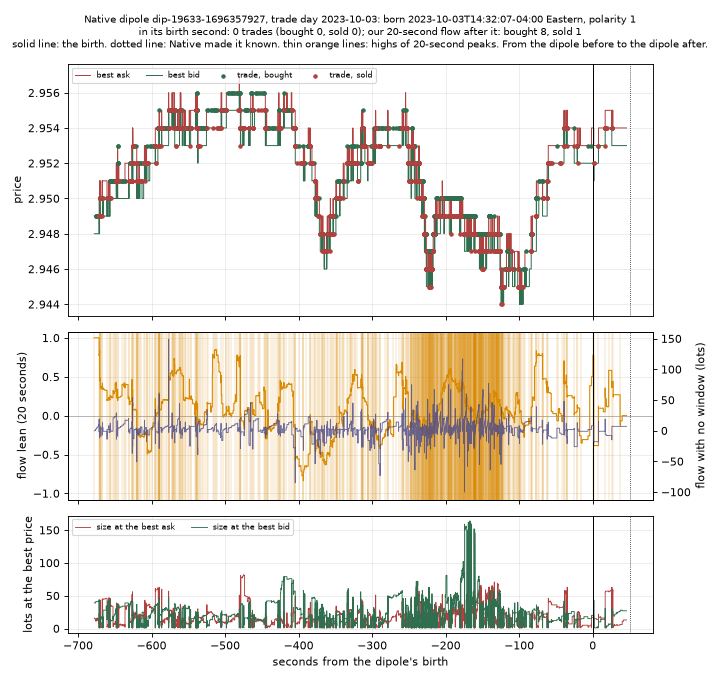 Native dipole dip-19633-1696357927, trade day 2023-10-03: born 2023-10-03T14:32:07-04:00 Eastern, polarity 1
in its birth second: 0 trades (bought 0, sold 0); our 20-second flow after it: bought 8, sold 1
solid line: the birth. dotted line: Native made it known. thin orange lines: highs of 20-second peaks. From the dipole before to the dipole after.
best ask best bid trade, bought trade, sold
2.956
2.954
2.952
2.950
2.948
2.946
2.944
price
1.0
0.5
0.0
−0.5
−1.0
flow lean (20 seconds)
150
100
50
0
−50
−100
flow with no window (lots)
size at the best ask size at the best bid
150
100
50
0
lots at the best price
−700 −600 −500 −400 −300 −200 −100 0
seconds from the dipole's birth